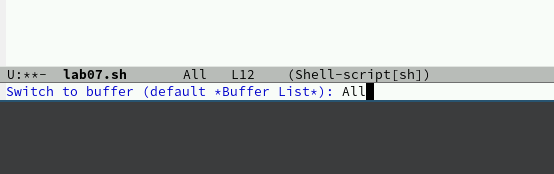 U:**-  lab07.sh       All   L12    (Shell-script[sh])
Switch to buffer (default *Buffer List*): All